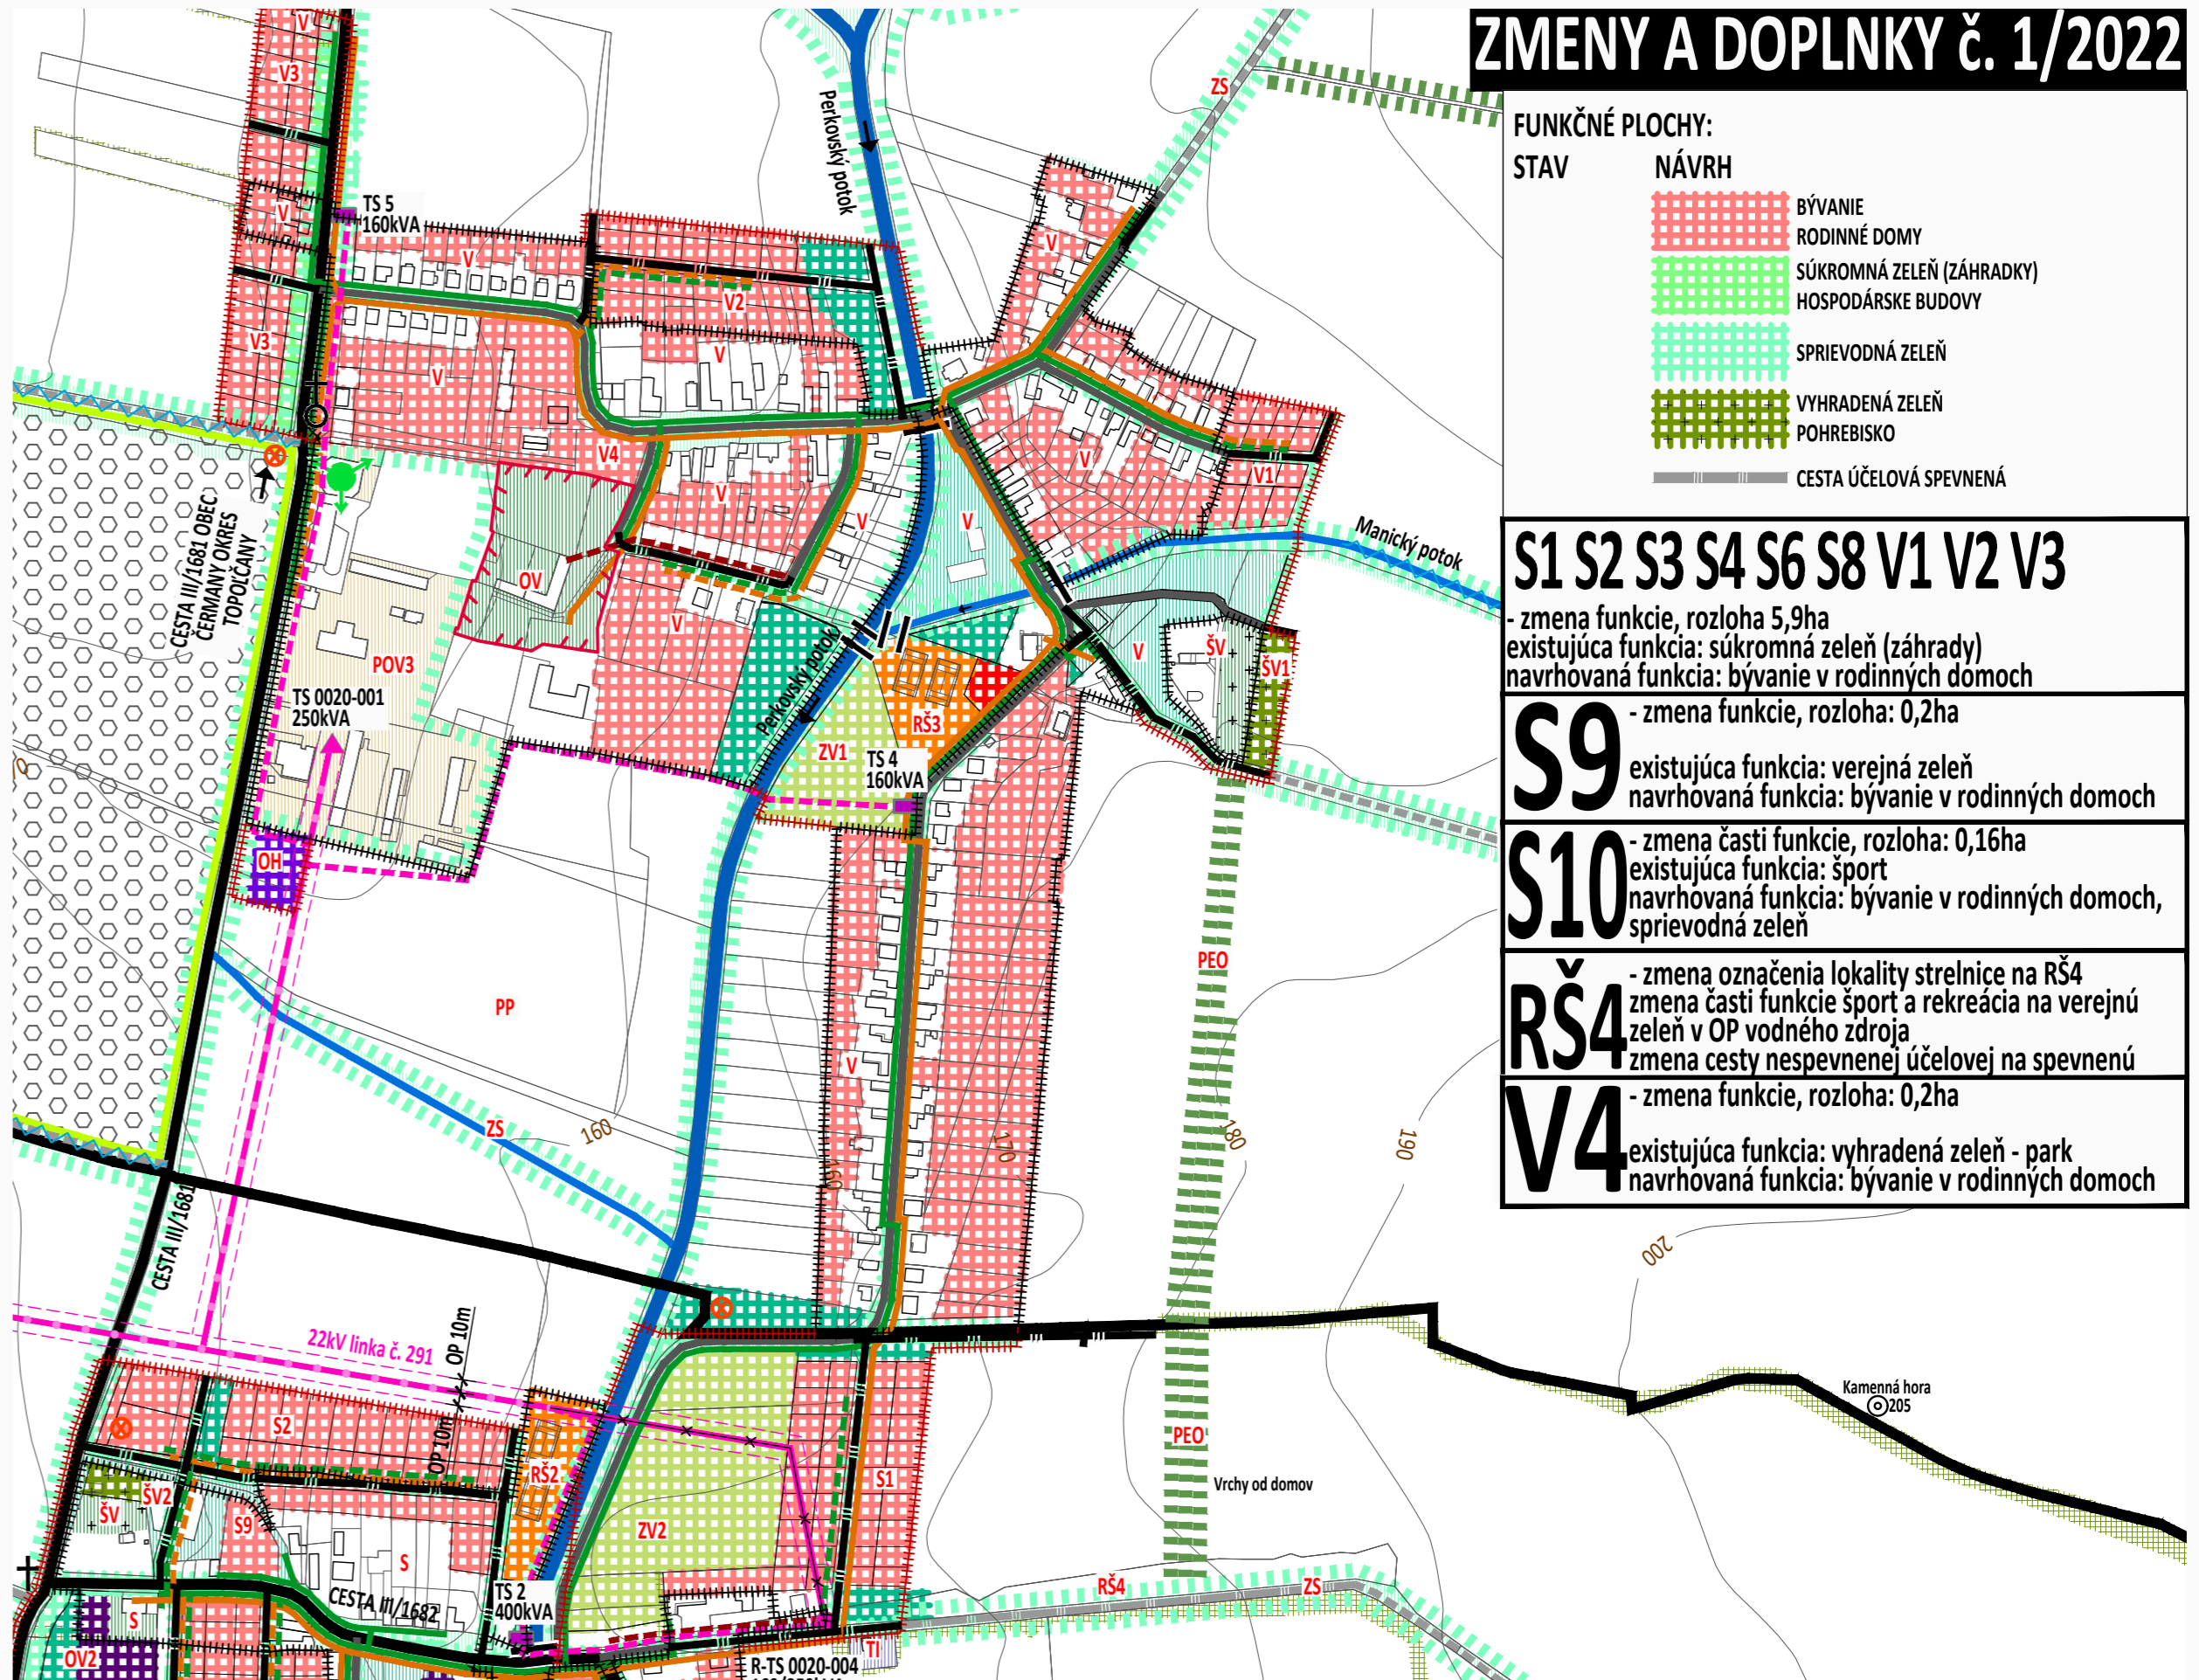 ZMENY A DOPLNKY č. 1/2022
FUNKČNÉ PLOCHY:
STAV NÁVRH
BÝVANIE
RODINNÉ DOMY
SÚKROMNÁ ZELEŇ (ZÁHRADKY)
HOSPODÁRSKE BUDOVY
SPRIEVODNÁ ZELEŇ
VYHRADENÁ ZELEŇ
POHREBISKO
CESTA ÚČELOVÁ SPEVNENÁ
S1 S2 S3 S4 S6 S8 V1 V2 V3
- zmena funkcie, rozloha 5,9ha
existujúca funkcia: súkromná zeleň (záhrady)
navrhovaná funkcia: bývanie v rodinných domoch
S9
- zmena funkcie, rozloha: 0,2ha
existujúca funkcia: verejná zeleň
navrhovaná funkcia: bývanie v rodinných domoch
S10
- zmena časti funkcie, rozloha: 0,16ha
existujúca funkcia: šport
navrhovaná funkcia: bývanie v rodinných domoch,
sprievodná zeleň
RŠ4
- zmena označenia lokality strelnice na RŠ4
zmena časti funkcie šport a rekreácia na verejnú
zeleň v OP vodného zdroja
zmena cesty nespevnenej účelovej na spevnenú
V4
- zmena funkcie, rozloha: 0,2ha
existujúca funkcia: vyhradená zeleň - park
navrhovaná funkcia: bývanie v rodinných domoch
V
V3
ZS
Perkovský potok
V
TS 5
160kVA
V
V
V2
V3
V
V
V4
V
V1
CESTA III/1681 OBEC
ČERMANY OKRES
TOPOĽČANY
V
V
V
Manický potok
OV
POV3
V
V
ŠV
ŠV1
TS 0020-001
250kVA
Perkovský potok
RŠ3
ZV1
TS 4
160kVA
70
OH
PEO
PP
V
ZS
160
160
170
180
190
200
CESTA III/1681
22kV linka č. 291
OP 10m
OP 10m
Kamenná hora
205
S2
RŠ2
S1
PEO
Vrchy od domov
ŠV
ŠV2
S9
ZV2
S
CESTA III/1682
TS 2
400kVA
RŠ4
ZS
S
OV2
TI
R-TS 0020-004